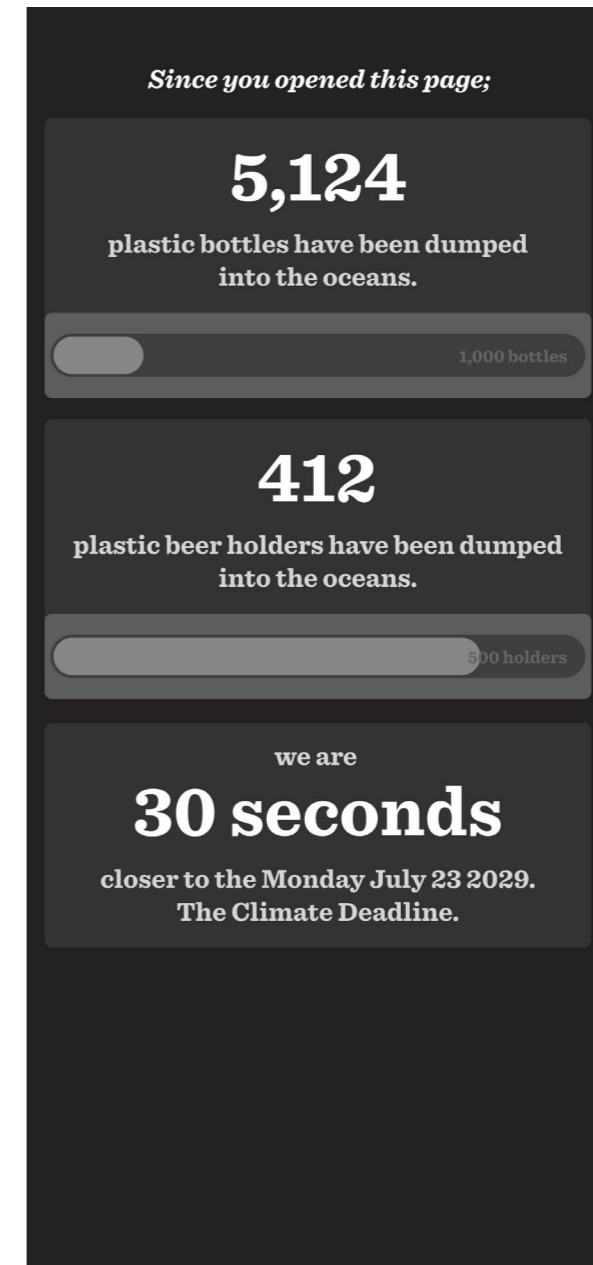 Since you opened this page;
5,124
plastic bottles have been dumped
into the oceans.
1,000 bottles
412
plastic beer holders have been dumped
into the oceans.
500 holders
we are
30 seconds
closer to the Monday July 23 2029.
The Climate Deadline.